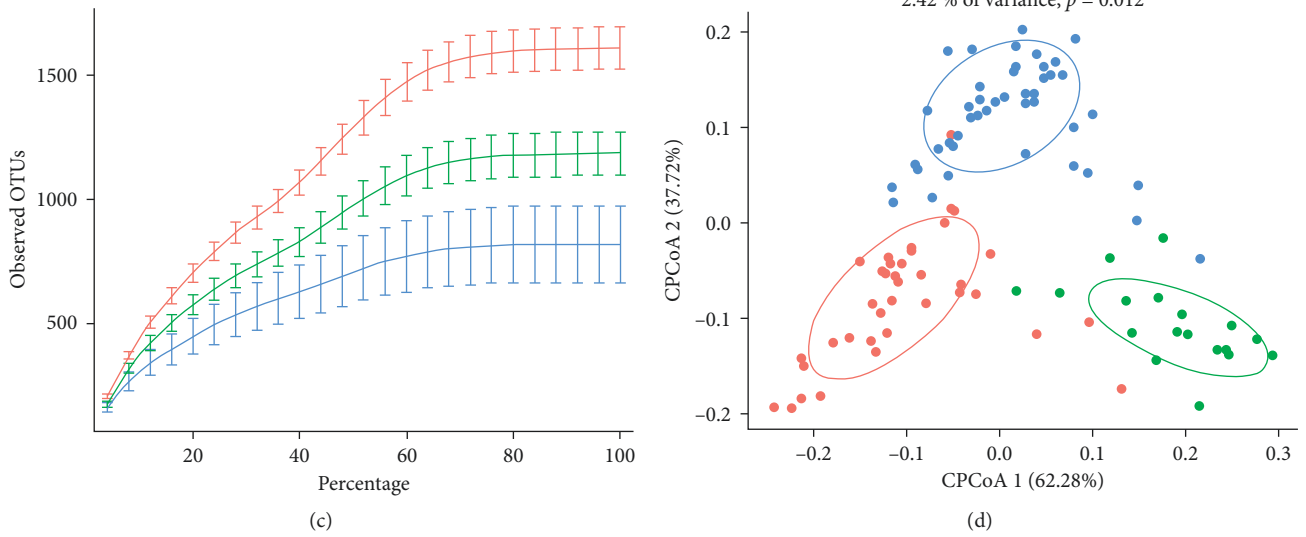 Observed OTUs
1500
1000
500
20 40 60 80 100
Percentage
(c)
2.42 % of variance, p = 0.012
CPCoA 2 (37.72%)
0.2
0.1
0.0
−0.1
−0.2
−0.2 −0.1 0.0 0.1 0.2 0.3
CPCoA 1 (62.28%)
(d)